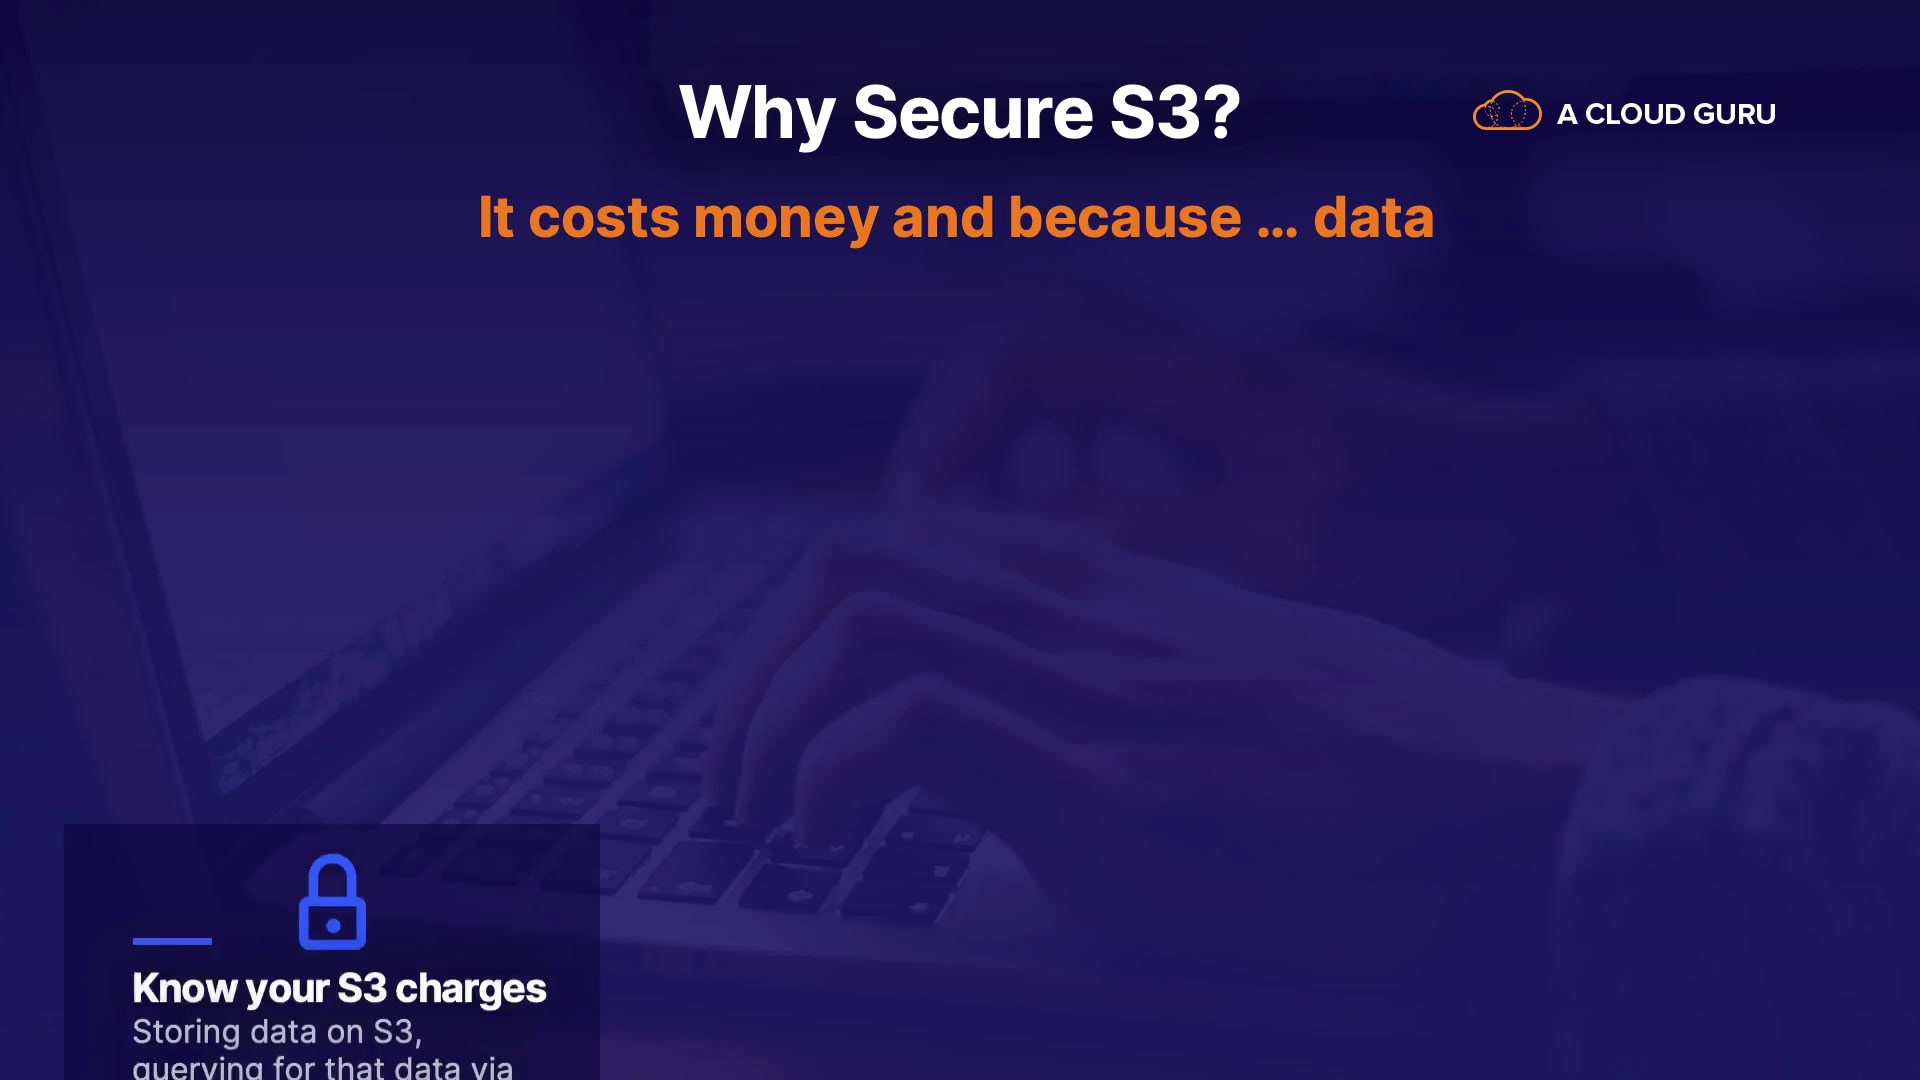 Why Secure S3?
A CLOUD GURU
It costs money and because ... data
Know your S3 charges
Storing data on S3,
querying for that data via